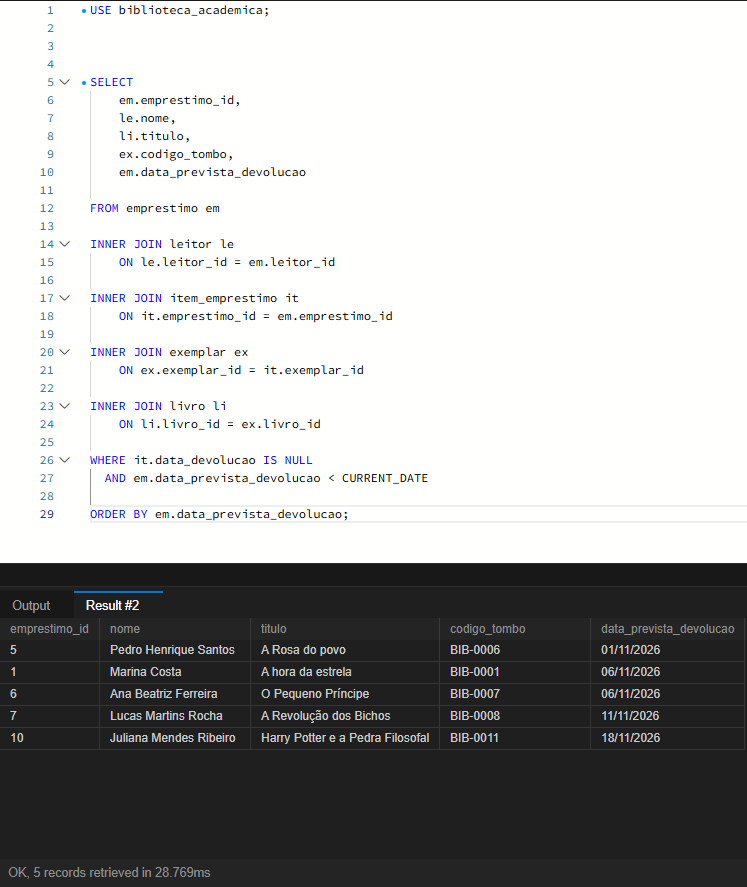 1 USE biblioteca_academica;
2
3
4
5 SELECT
6 em.emprestimo_id,
7 le.nome,
8 li.titulo,
9 ex.codigo_tombo,
10 em.data_prevista_devolucao
11
12 FROM emprestimo em
13
14 INNER JOIN leitor le
15 ON le.leitor_id = em.leitor_id
16
17 INNER JOIN item_emprestimo it
18 ON it.emprestimo_id = em.emprestimo_id
19
20 INNER JOIN exemplar ex
21 ON ex.exemplar_id = it.exemplar_id
22
23 INNER JOIN livro li
24 ON li.livro_id = ex.livro_id
25
26 WHERE it.data_devolucao IS NULL
27 AND em.data_prevista_devolucao < CURRENT_DATE
28
29 ORDER BY em.data_prevista_devolucao;
Output Result #2
emprestimo_id nome titulo codigo_tombo data_prevista_devolucao
5 Pedro Henrique Santos A Rosa do povo BIB-0006 01/11/2026
1 Marina Costa A hora da estrela BIB-0001 06/11/2026
6 Ana Beatriz Ferreira O Pequeno Príncipe BIB-0007 06/11/2026
7 Lucas Martins Rocha A Revolução dos Bichos BIB-0008 11/11/2026
10 Juliana Mendes Ribeiro Harry Potter e a Pedra Filosofal BIB-0011 18/11/2026
OK, 5 records retrieved in 28.769ms